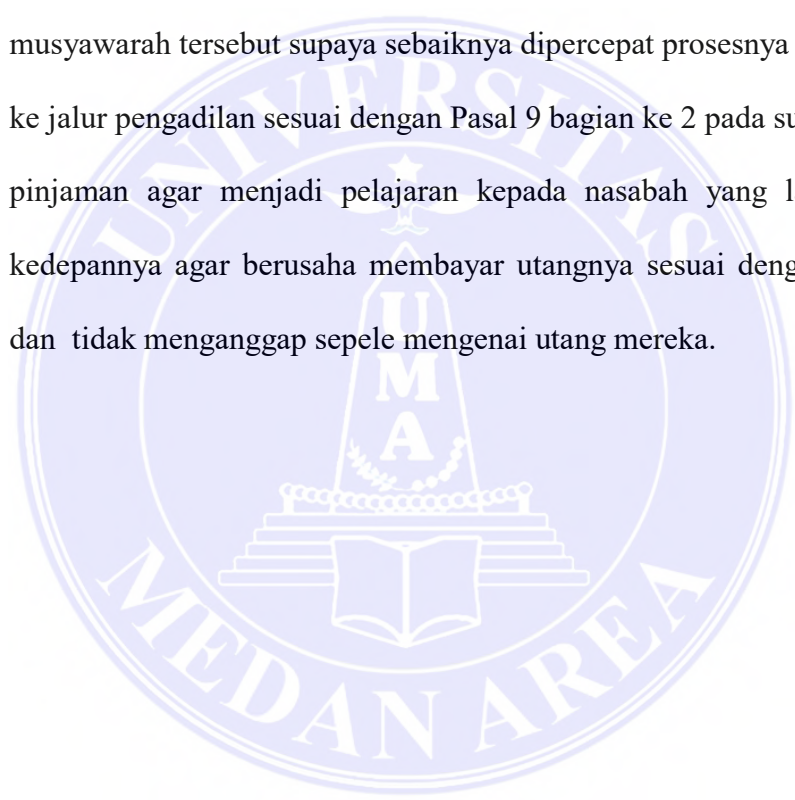 musyawarah tersebut supaya sebaiknya dipercepat prosesnya
ke jalur pengadilan sesuai dengan Pasal 9 bagian ke 2 pada
pinjaman agar menjadi pelajaran kepada nasabah yang
kedepannya agar berusaha membayar utangnya sesuai
dan tidak menganggap sepele mengenai utang mereka.
UNIVERSITAS
UMA
MEDAN AREA